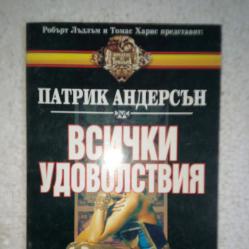 Робърт Лъдлъм и Томас Харис представят:
ПАТРИК АНДЕРСЪН
ВСИЧКИ
УДОВОЛСТВИЯ